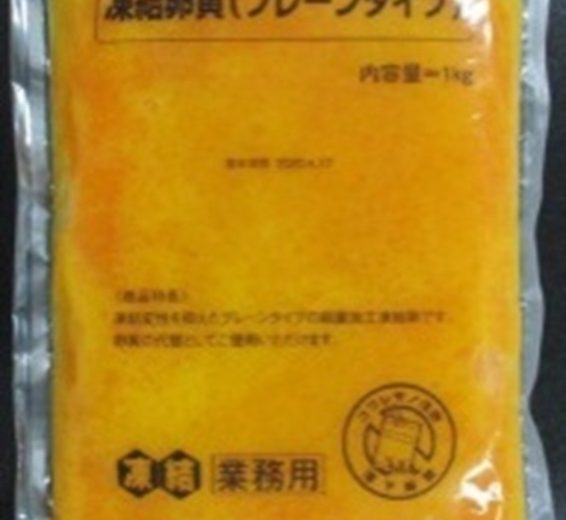 凍結卵黄(プレーンタイプ)
内容量=1kg
〈商品特長〉
凍結変性を抑えたプレーンタイプの殺菌加工凍結卵です。
卵黄の代替としてご使用いただけます。
凍結 業務用